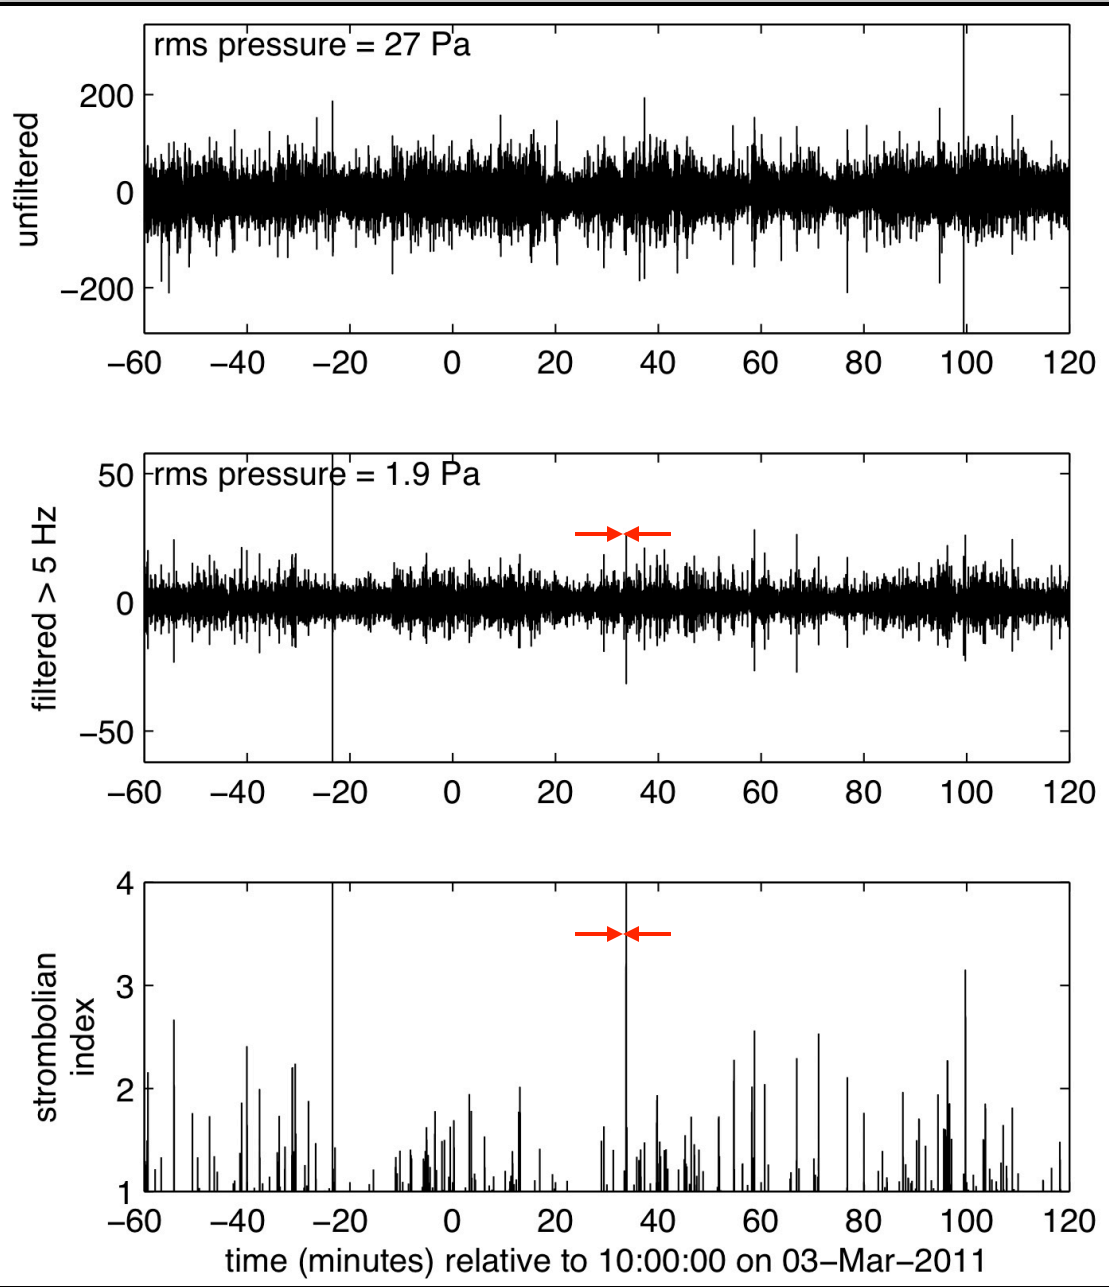 rms pressure = 27 Pa
unfiltered
200
0
−200
−60 −40 −20 0 20 40 60 80 100 120
rms pressure = 1.9 Pa
filtered > 5 Hz
50
0
−50
−60 −40 −20 0 20 40 60 80 100 120
strombolian
index
4
3
2
1
−60 −40 −20 0 20 40 60 80 100 120
time (minutes) relative to 10:00:00 on 03−Mar−2011